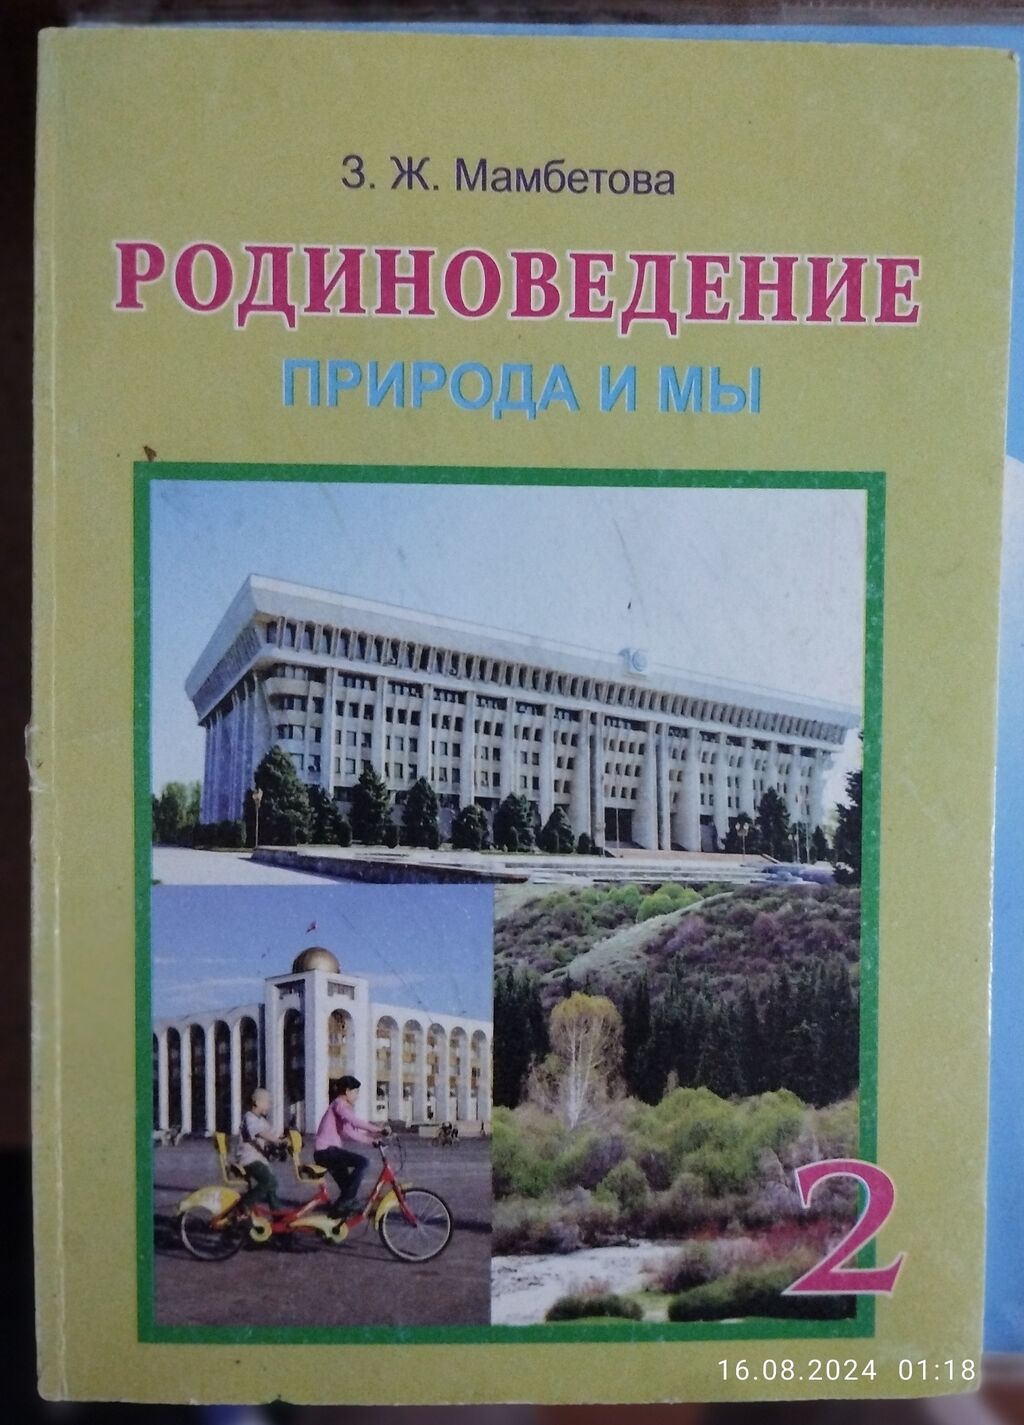 З. Ж. Мамбетова
РОДИНОВЕДЕНИЕ
ПРИРОДА И МЫ
2
16.08.2024 01:18